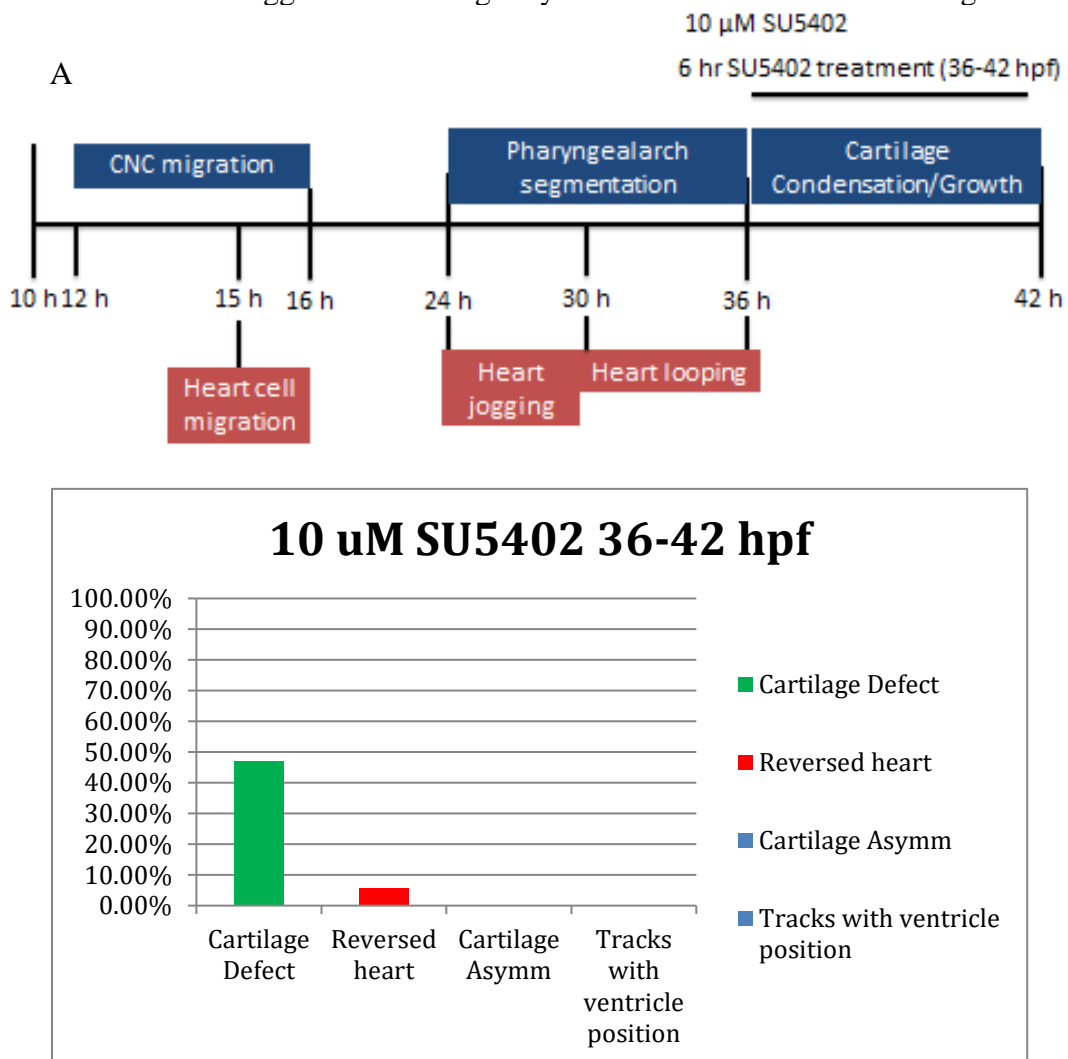 10 µM SU5402
A
6 hr SU5402 treatment (36-42 hpf)
CNC migration
Pharyngealarch
segmentation
Cartilage
Condensation/Growth
10 h
12 h
15 h
16 h
24 h
30 h
36 h
42 h
Heart cell
migration
Heart
jogging
Heart looping
10 uM SU5402 36-42 hpf
100.00%
90.00%
80.00%
70.00%
60.00%
50.00%
40.00%
30.00%
20.00%
10.00%
0.00%
Cartilage
Defect
Reversed
heart
Cartilage
Asymm
Tracks
with
ventricle
position
Cartilage Defect
Reversed heart
Cartilage Asymm
Tracks with ventricle
position